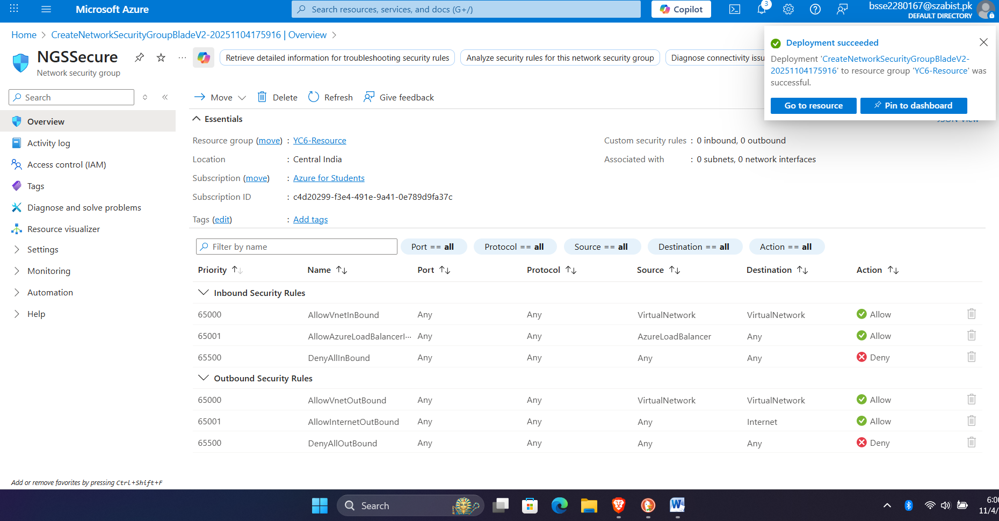 Microsoft Azure
Search resources, services, and docs (G+/)
Copilot
3
bsse2280167@szabist.pk
DEFAULT DIRECTORY
Home > CreateNetworkSecurityGroupBladeV2-20251104175916 | Overview >
NGSSecure
Network security group
Retrieve detailed information for troubleshooting security rules
Analyze security rules for this network security group
Diagnose connectivity issu
Deployment succeeded
Deployment 'CreateNetworkSecurityGroupBladeV2-
20251104175916' to resource group 'YC6-Resource' was
successful.
Go to resource
Pin to dashboard
Search
Overview
Activity log
Access control (IAM)
Tags
Diagnose and solve problems
Resource visualizer
Settings
Monitoring
Automation
Help
Add or remove favorites by pressing Ctrl+Shift+F
Move
Delete
Refresh
Give feedback
Essentials
JSON View
Resource group (move) : YC6-Resource
Location : Central India
Subscription (move) : Azure for Students
Subscription ID : c4d20299-f3e4-491e-9a41-0e789d9fa37c
Tags (edit) : Add tags
Custom security rules : 0 inbound, 0 outbound
Associated with : 0 subnets, 0 network interfaces
Filter by name
Port == all
Protocol == all
Source == all
Destination == all
Action == all
Priority Name Port Protocol Source Destination Action
Inbound Security Rules
65000 AllowVnetInBound Any Any VirtualNetwork VirtualNetwork Allow
65001 AllowAzureLoadBalancerI... Any Any AzureLoadBalancer Any Allow
65500 DenyAllInBound Any Any Any Any Deny
Outbound Security Rules
65000 AllowVnetOutBound Any Any VirtualNetwork VirtualNetwork Allow
65001 AllowInternetOutBound Any Any Any Internet Allow
65500 DenyAllOutBound Any Any Any Any Deny
Search
6:00
11/4/